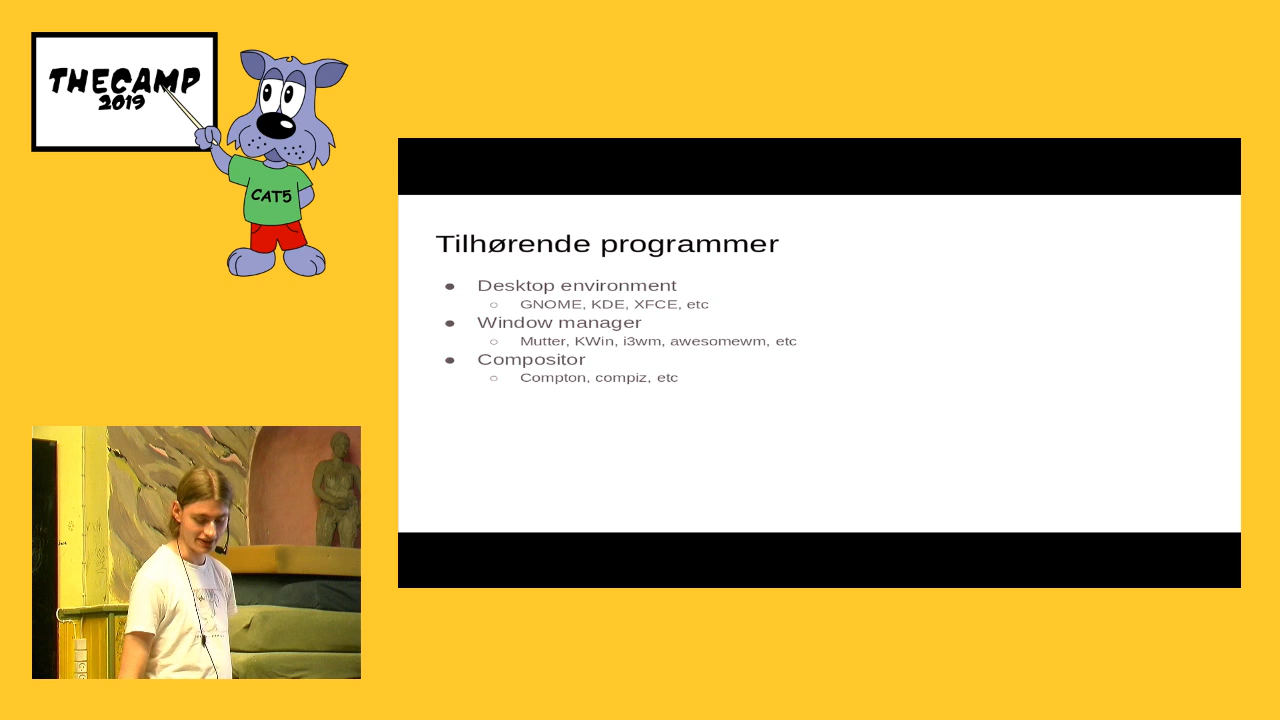 THECAMP
2019
CAT5
Tilhørende programmer
● Desktop environment
○ GNOME, KDE, XFCE, etc
● Window manager
○ Mutter, KWin, i3wm, awesomewm, etc
● Compositor
○ Compton, compiz, etc